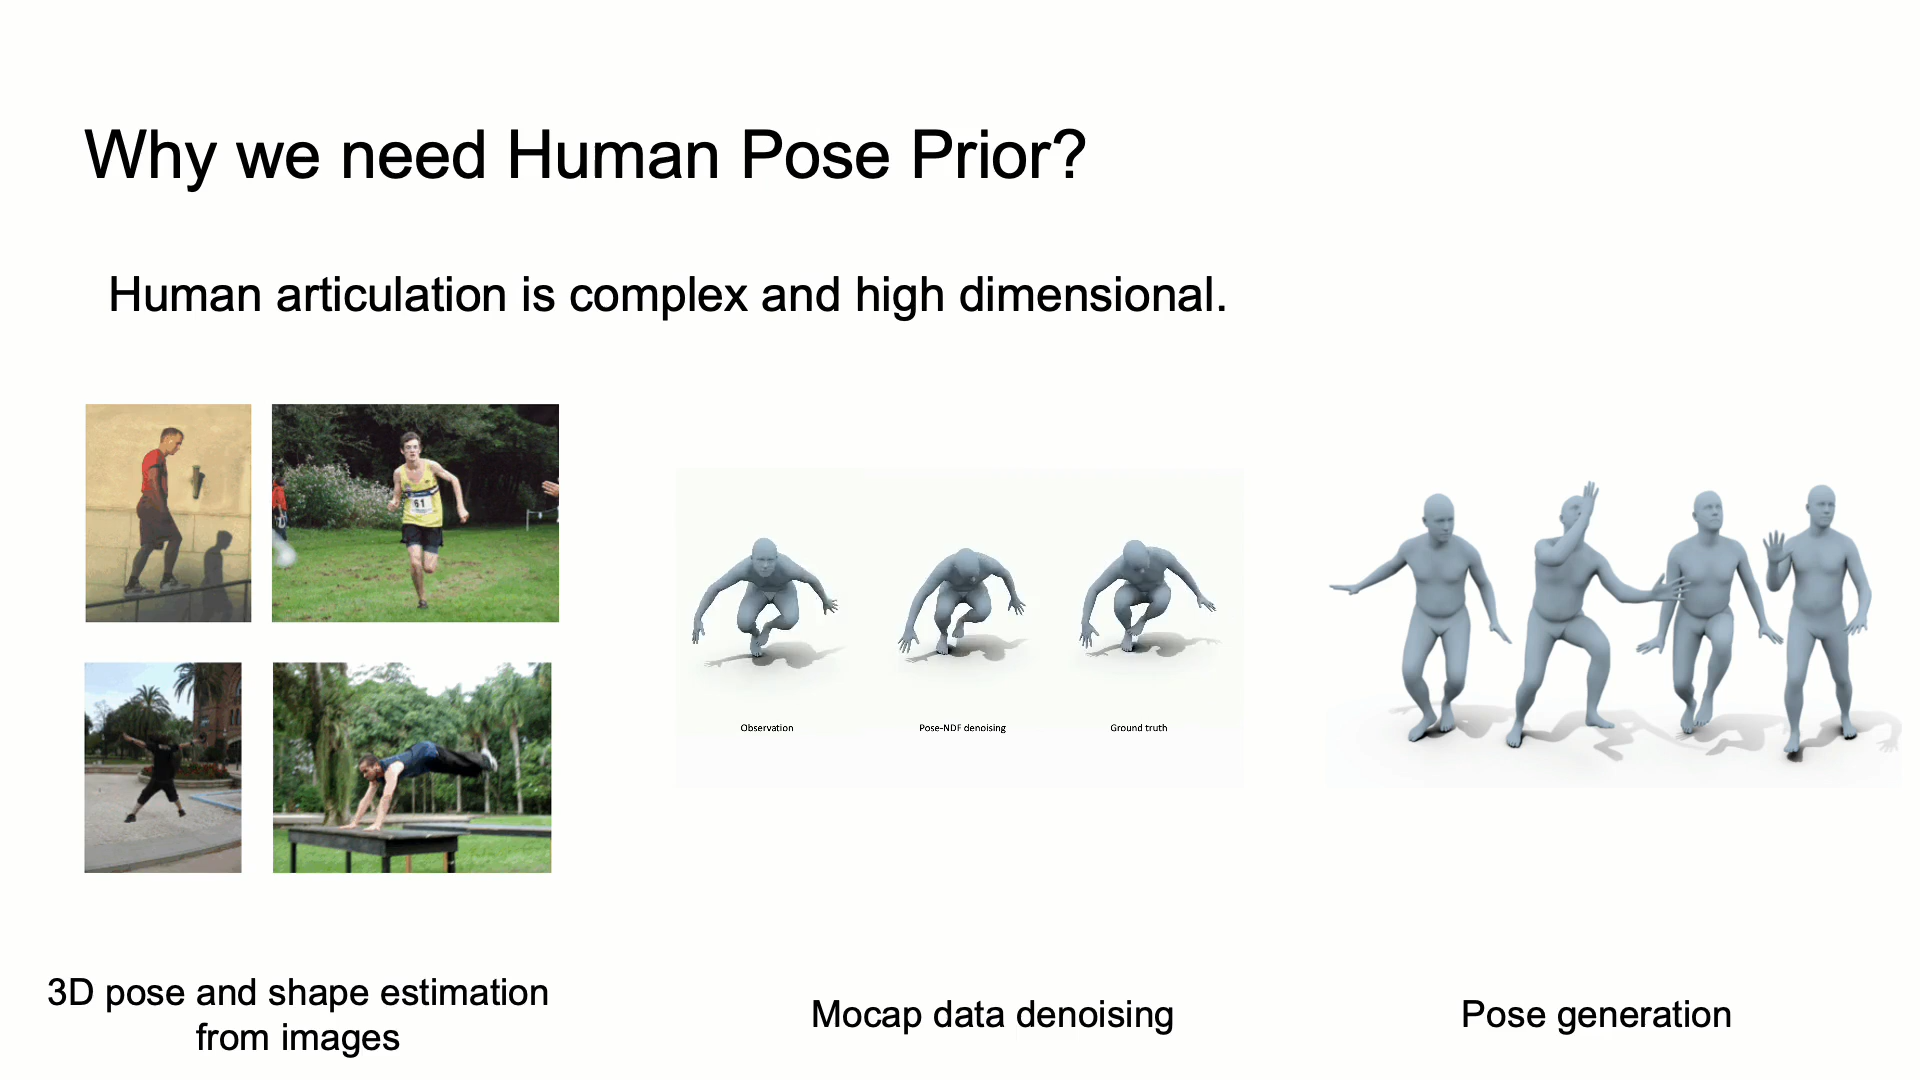 Why we need Human Pose Prior?
Human articulation is complex and high dimensional.
61
Observation
Pose-NDF denoising
Ground truth
3D pose and shape estimation
from images
Mocap data denoising
Pose generation